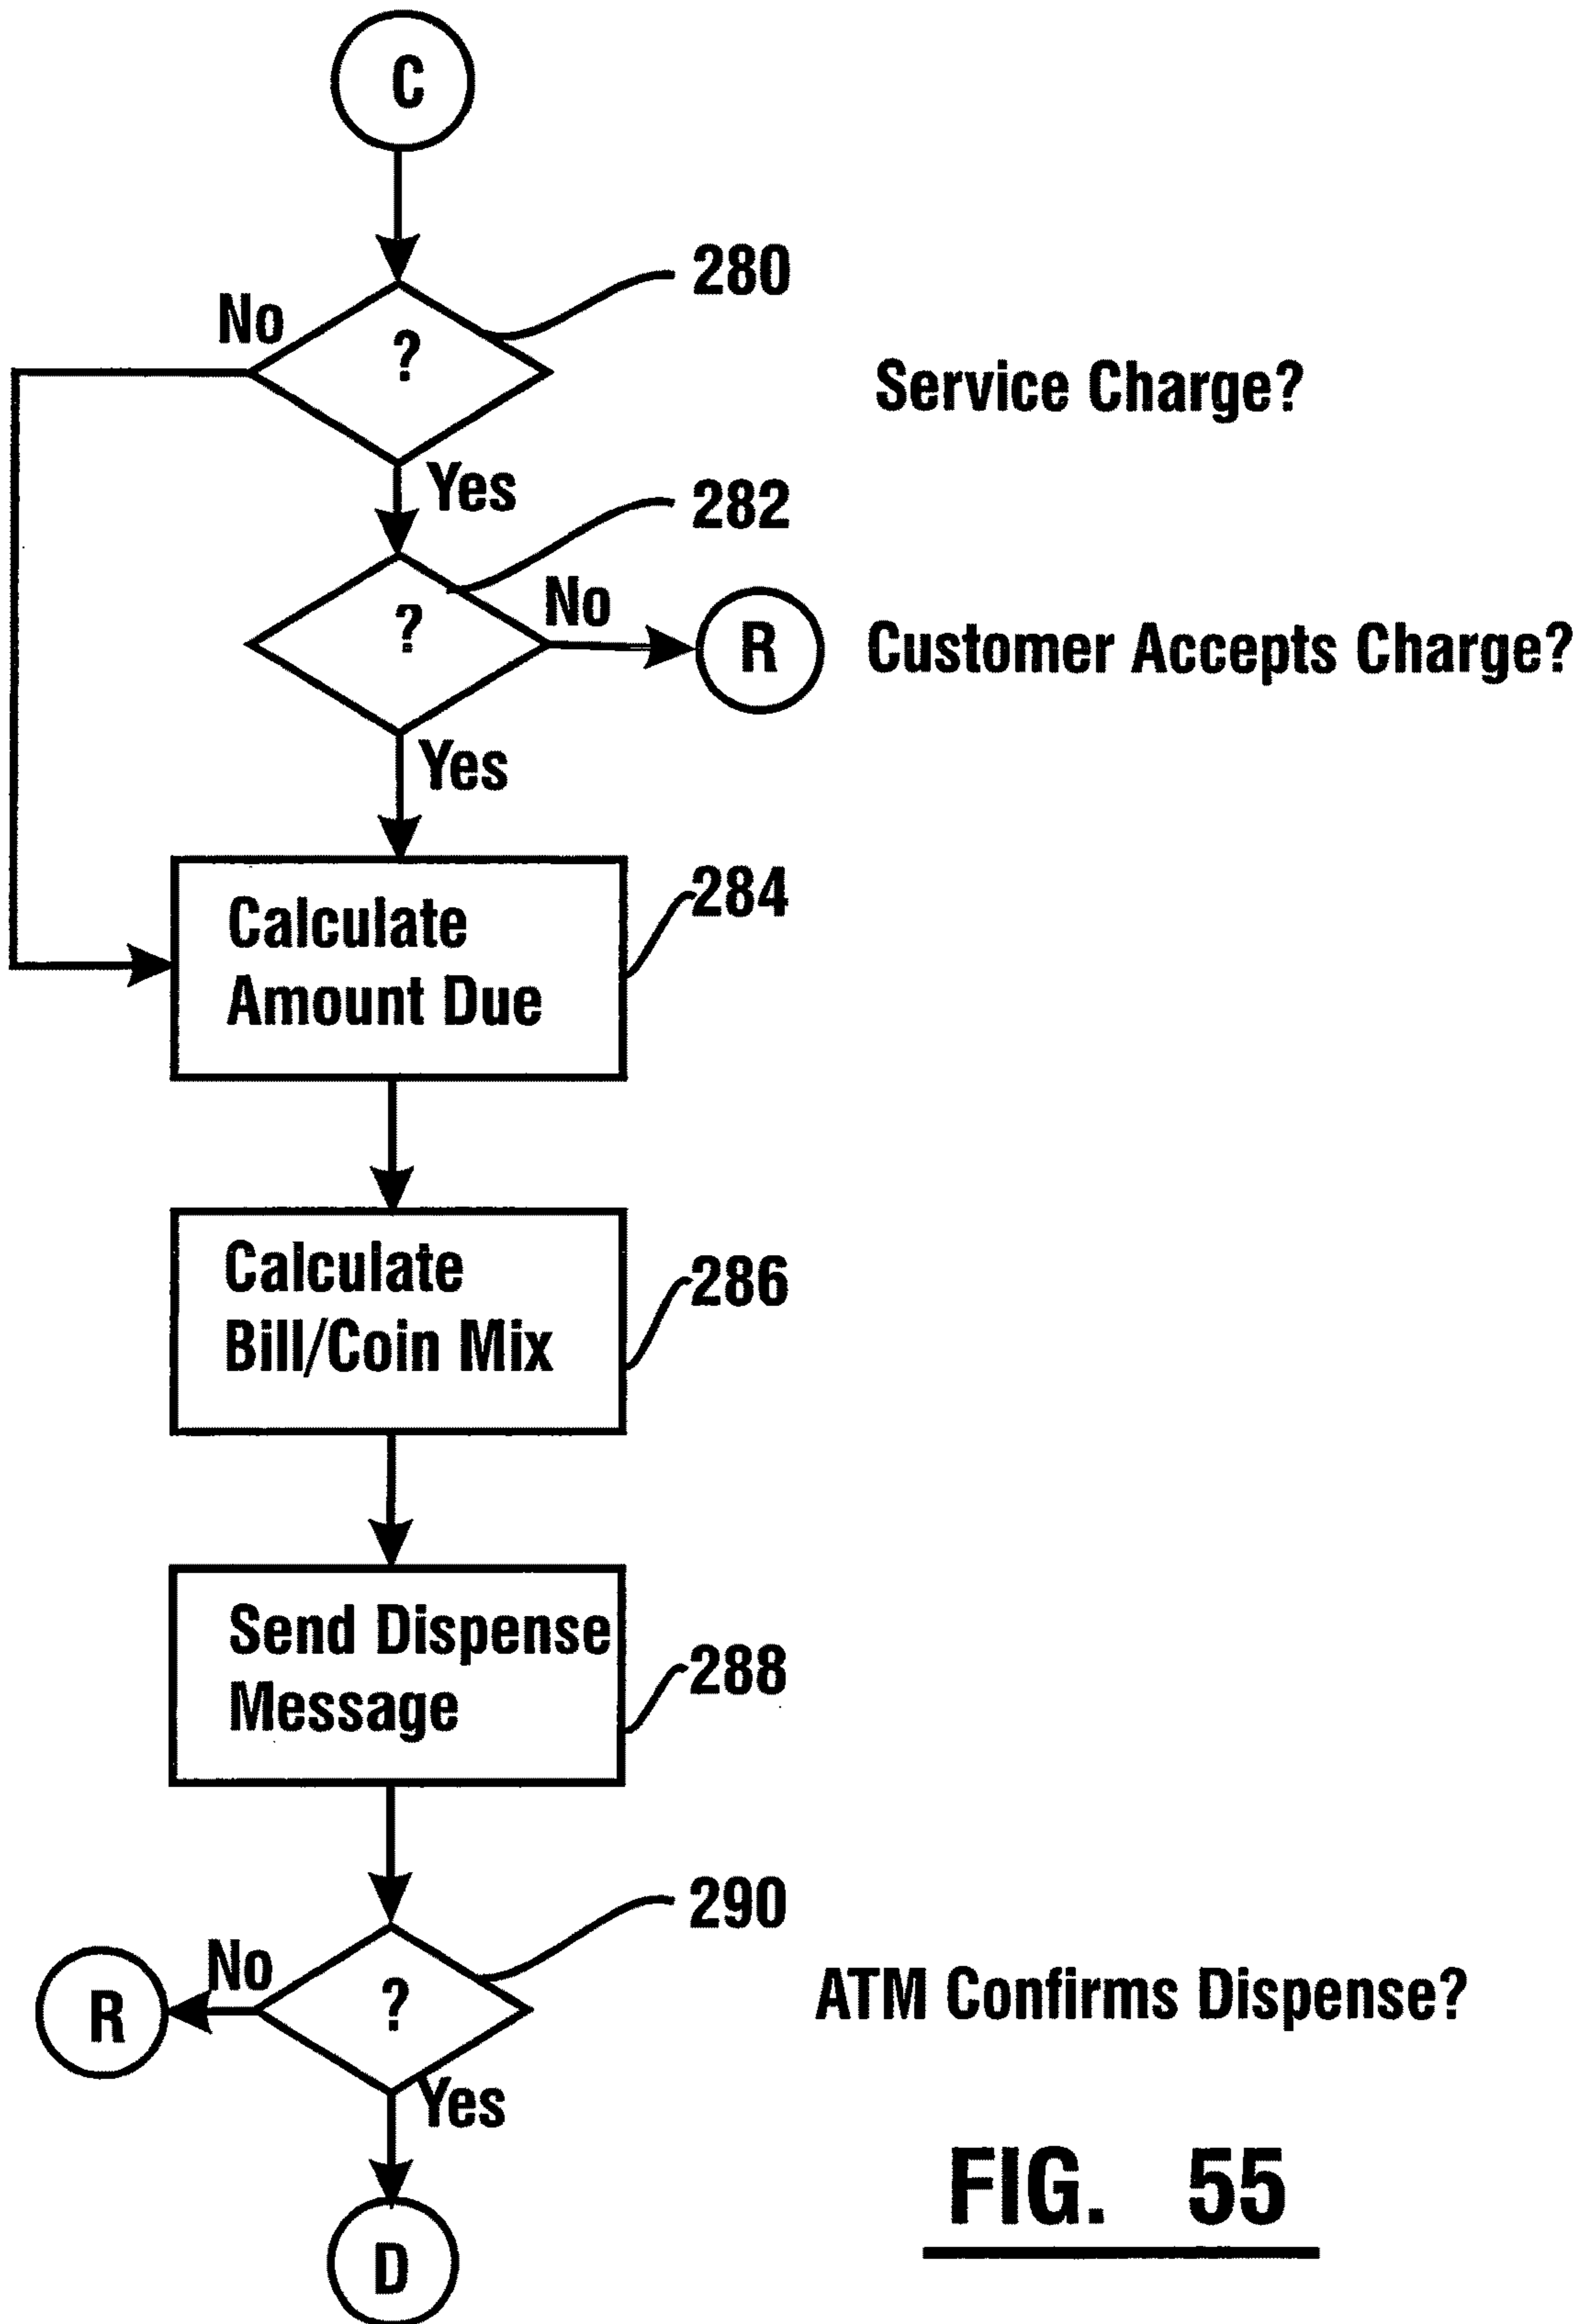 C
280
No
?
Service Charge?
Yes
282
No
?
R
Customer Accepts Charge?
Yes
284
Calculate
Amount Due
Calculate
286
Bill/Coin Mix
Send Dispense
288
Message
290
No
R
?
ATM Confirms Dispense?
Yes
FIG. 55
D